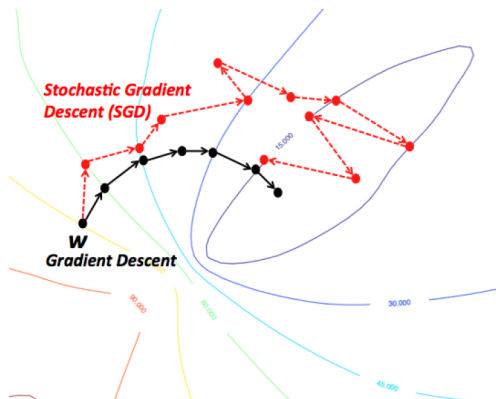 Stochastic Gradient
Descent (SGD)
15.000
W
Gradient Descent
90.000
60.000
30.000
45.000